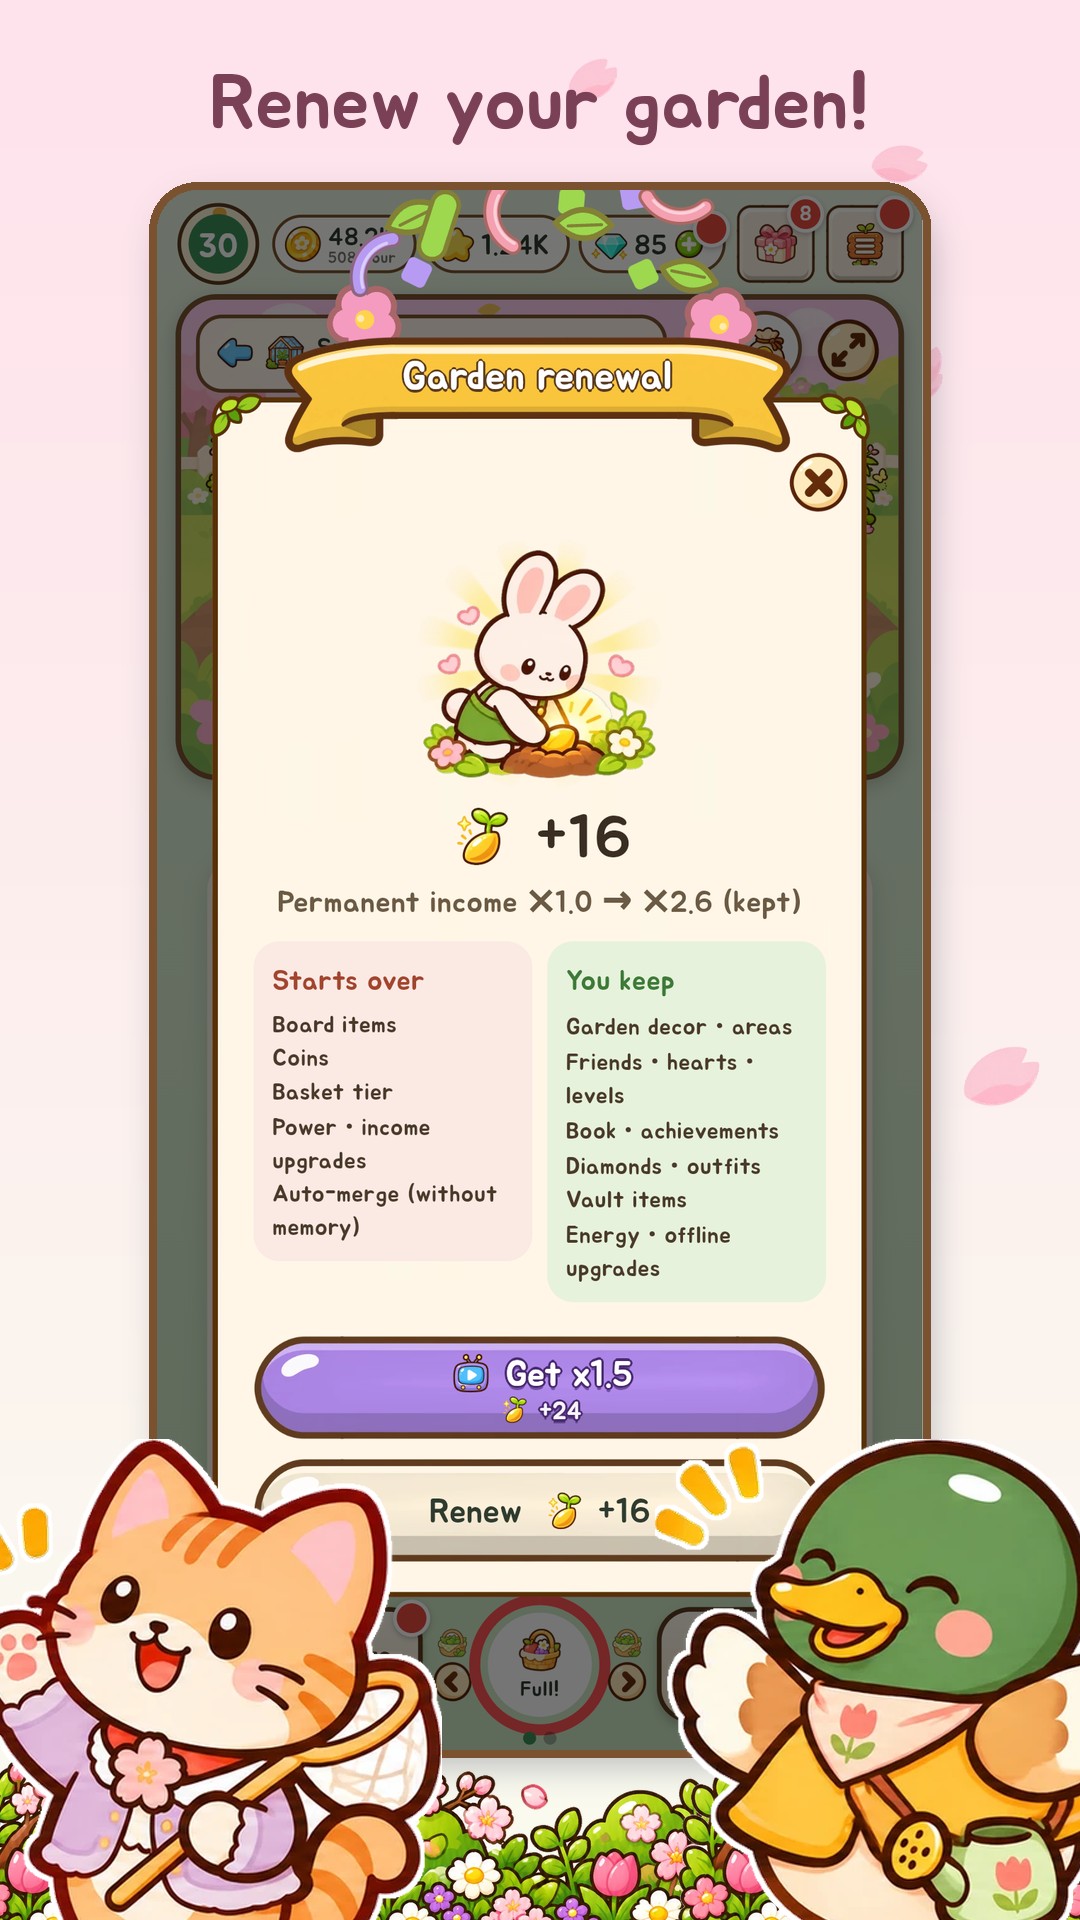 Renew your garden!
30
85
8
Garden renewal
+16
Permanent income ×1.0 → ×2.6 (kept)
Starts over
Board items
Coins
Basket tier
Power • income
upgrades
Auto-merge (without
memory)
You keep
Garden decor • areas
Friends • hearts •
levels
Book • achievements
Diamonds • outfits
Vault items
Energy • offline
upgrades
Get x1.5
+24
Renew +16
Full!